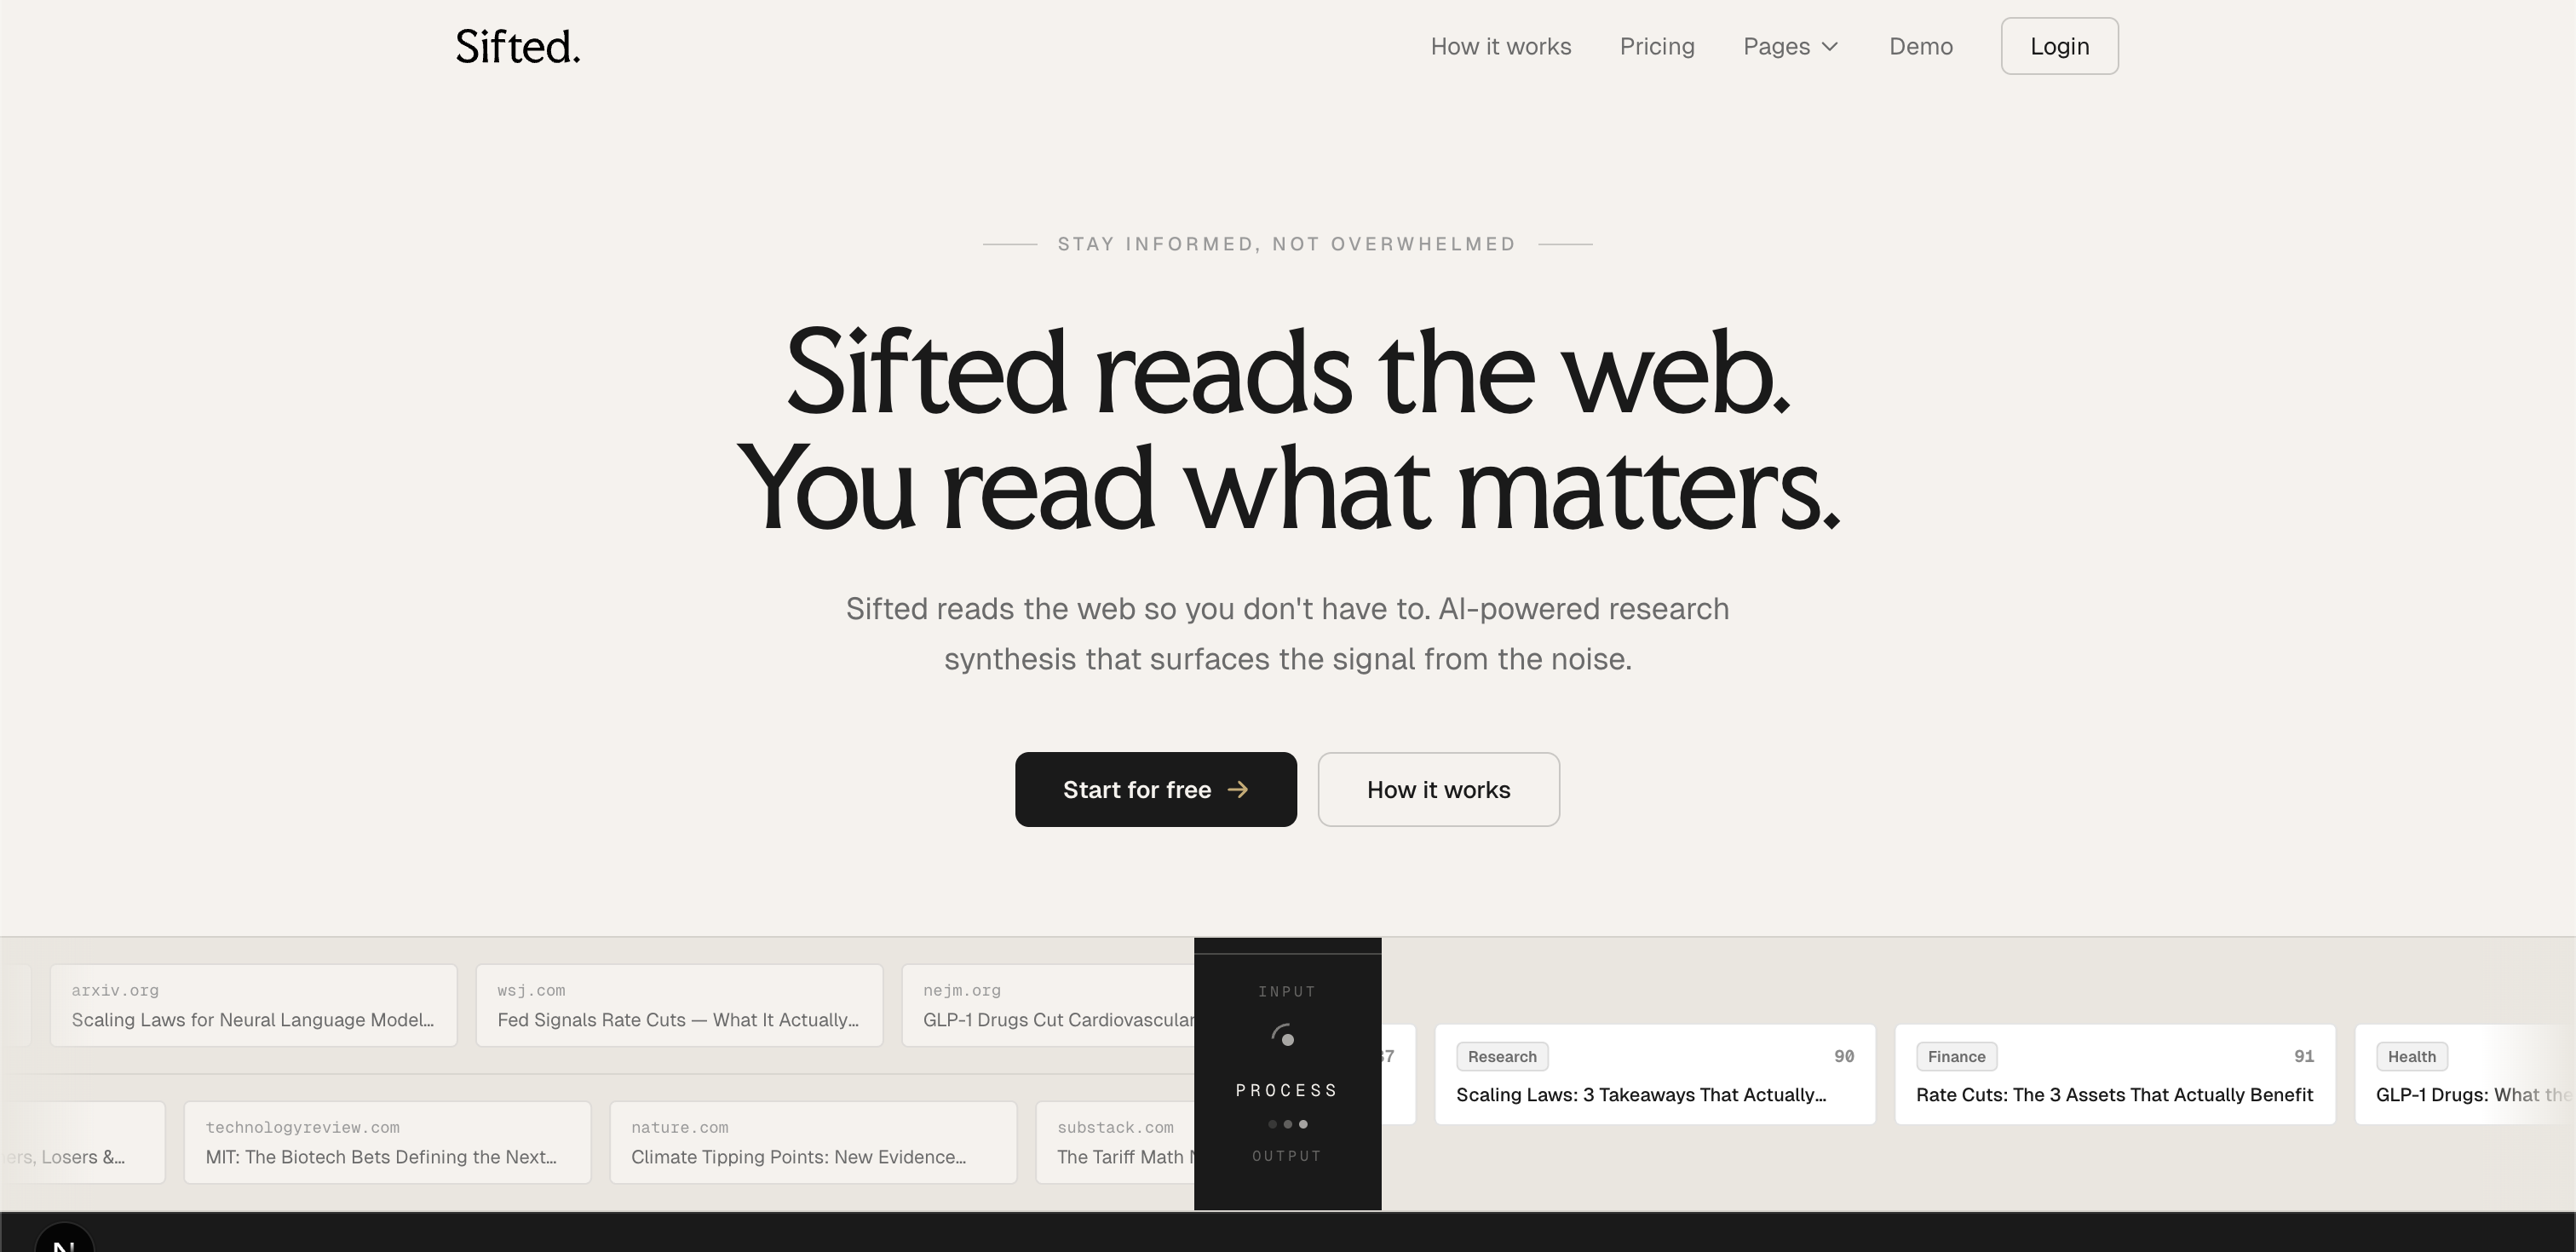 Sifted.
How it works
Pricing
Pages
Demo
Login
STAY INFORMED, NOT OVERWHELMED
Sifted reads the web.
You read what matters.
Sifted reads the web so you don't have to. AI-powered research
synthesis that surfaces the signal from the noise.
Start for free →
How it works
arxiv.org
Scaling Laws for Neural Language Model...
wsj.com
Fed Signals Rate Cuts — What It Actually...
nejm.org
GLP-1 Drugs Cut Cardiovascular
Losers &...
technologyreview.com
MIT: The Biotech Bets Defining the Next...
nature.com
Climate Tipping Points: New Evidence...
substack.com
The Tariff Math
INPUT
PROCESS
OUTPUT
Research
90
Scaling Laws: 3 Takeaways That Actually...
Finance
91
Rate Cuts: The 3 Assets That Actually Benefit
Health
GLP-1 Drugs: What the